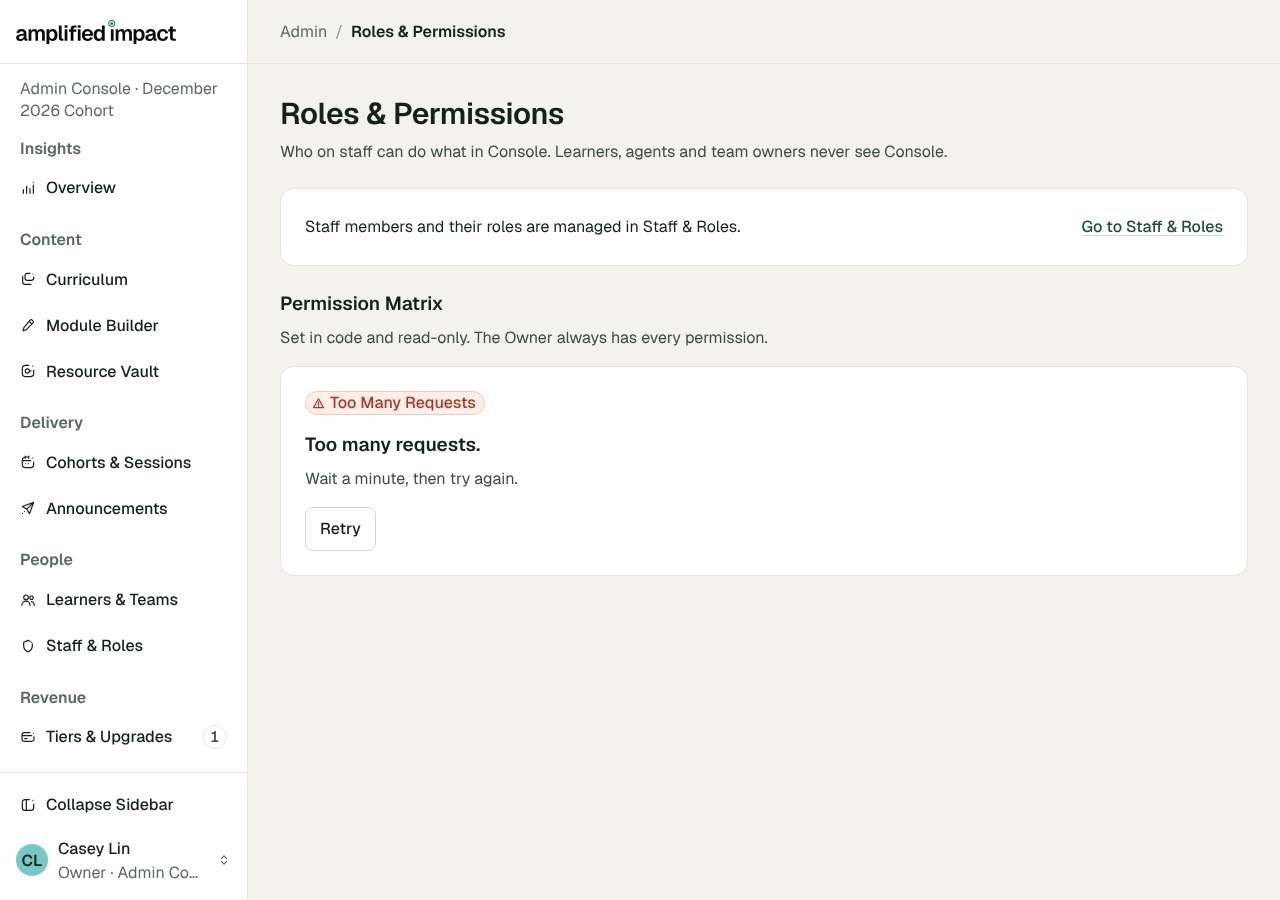 amplified impact
Admin / Roles & Permissions
Admin Console · December
2026 Cohort
Insights
Overview
Content
Curriculum
Module Builder
Resource Vault
Delivery
Cohorts & Sessions
Announcements
People
Learners & Teams
Staff & Roles
Revenue
Tiers & Upgrades 1
Collapse Sidebar
CL
Casey Lin
Owner · Admin Co...
Roles & Permissions
Who on staff can do what in Console. Learners, agents and team owners never see Console.
Staff members and their roles are managed in Staff & Roles. Go to Staff & Roles
Permission Matrix
Set in code and read-only. The Owner always has every permission.
Too Many Requests
Too many requests.
Wait a minute, then try again.
Retry